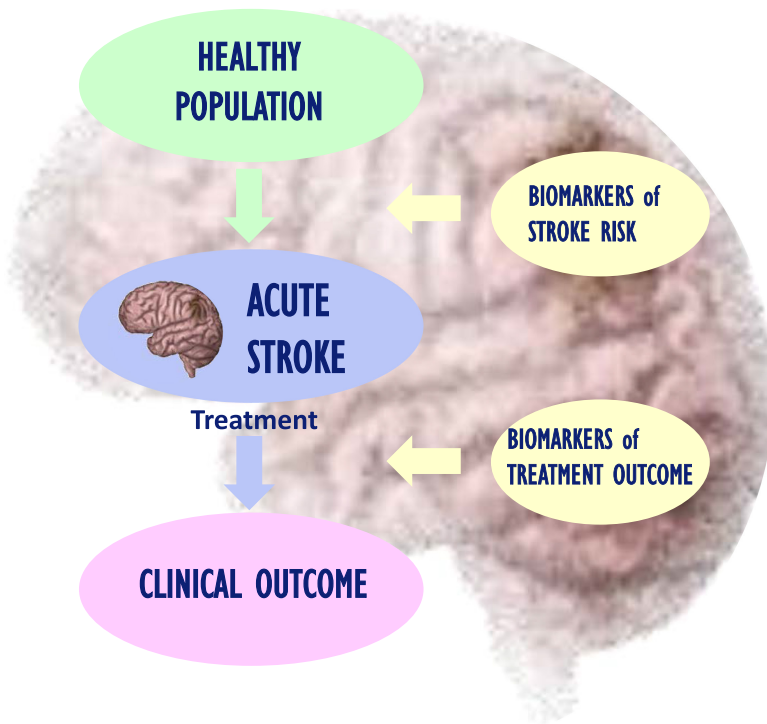 HEALTHY
POPULATION
BIOMARKERS of
STROKE RISK
ACUTE
STROKE
Treatment
BIOMARKERS of
TREATMENT OUTCOME
CLINICAL OUTCOME